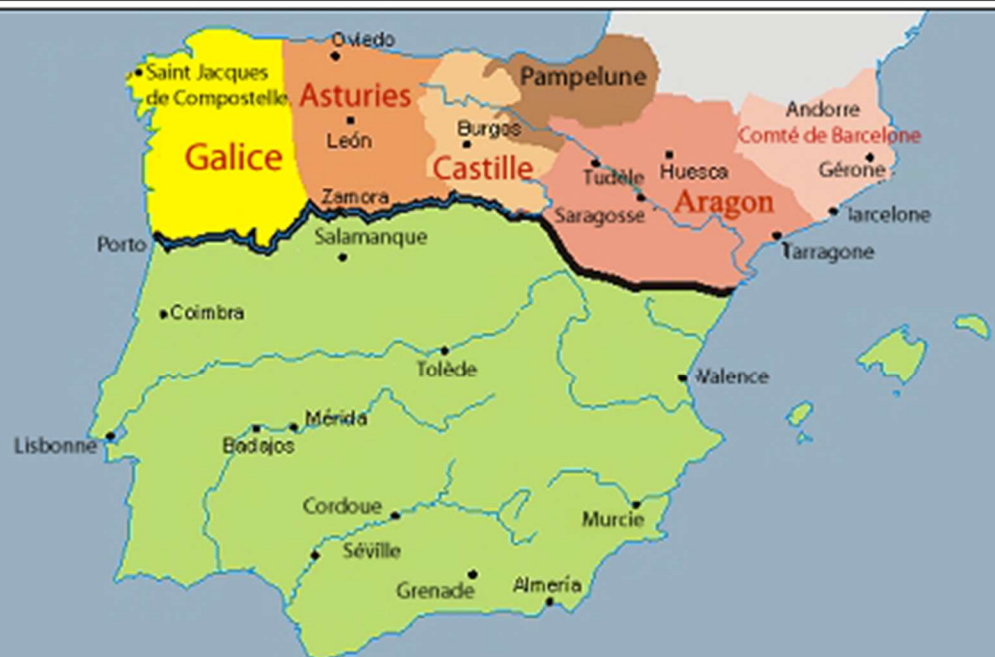 Oviedo
Saint Jacques
de Compostelle
Asturies
León
Galice
Zamora
Burgos
Castille
Pampelune
Andorre
Comté de Barcelone
Gérone
Tudèle
Huesca
Saragosse
Aragon
Barcelone
Tarragone
Porto
Salamanque
Coimbra
Tolède
Valence
Lisbonne
Mérida
Badajos
Cordoue
Séville
Murcie
Grenade
Almería